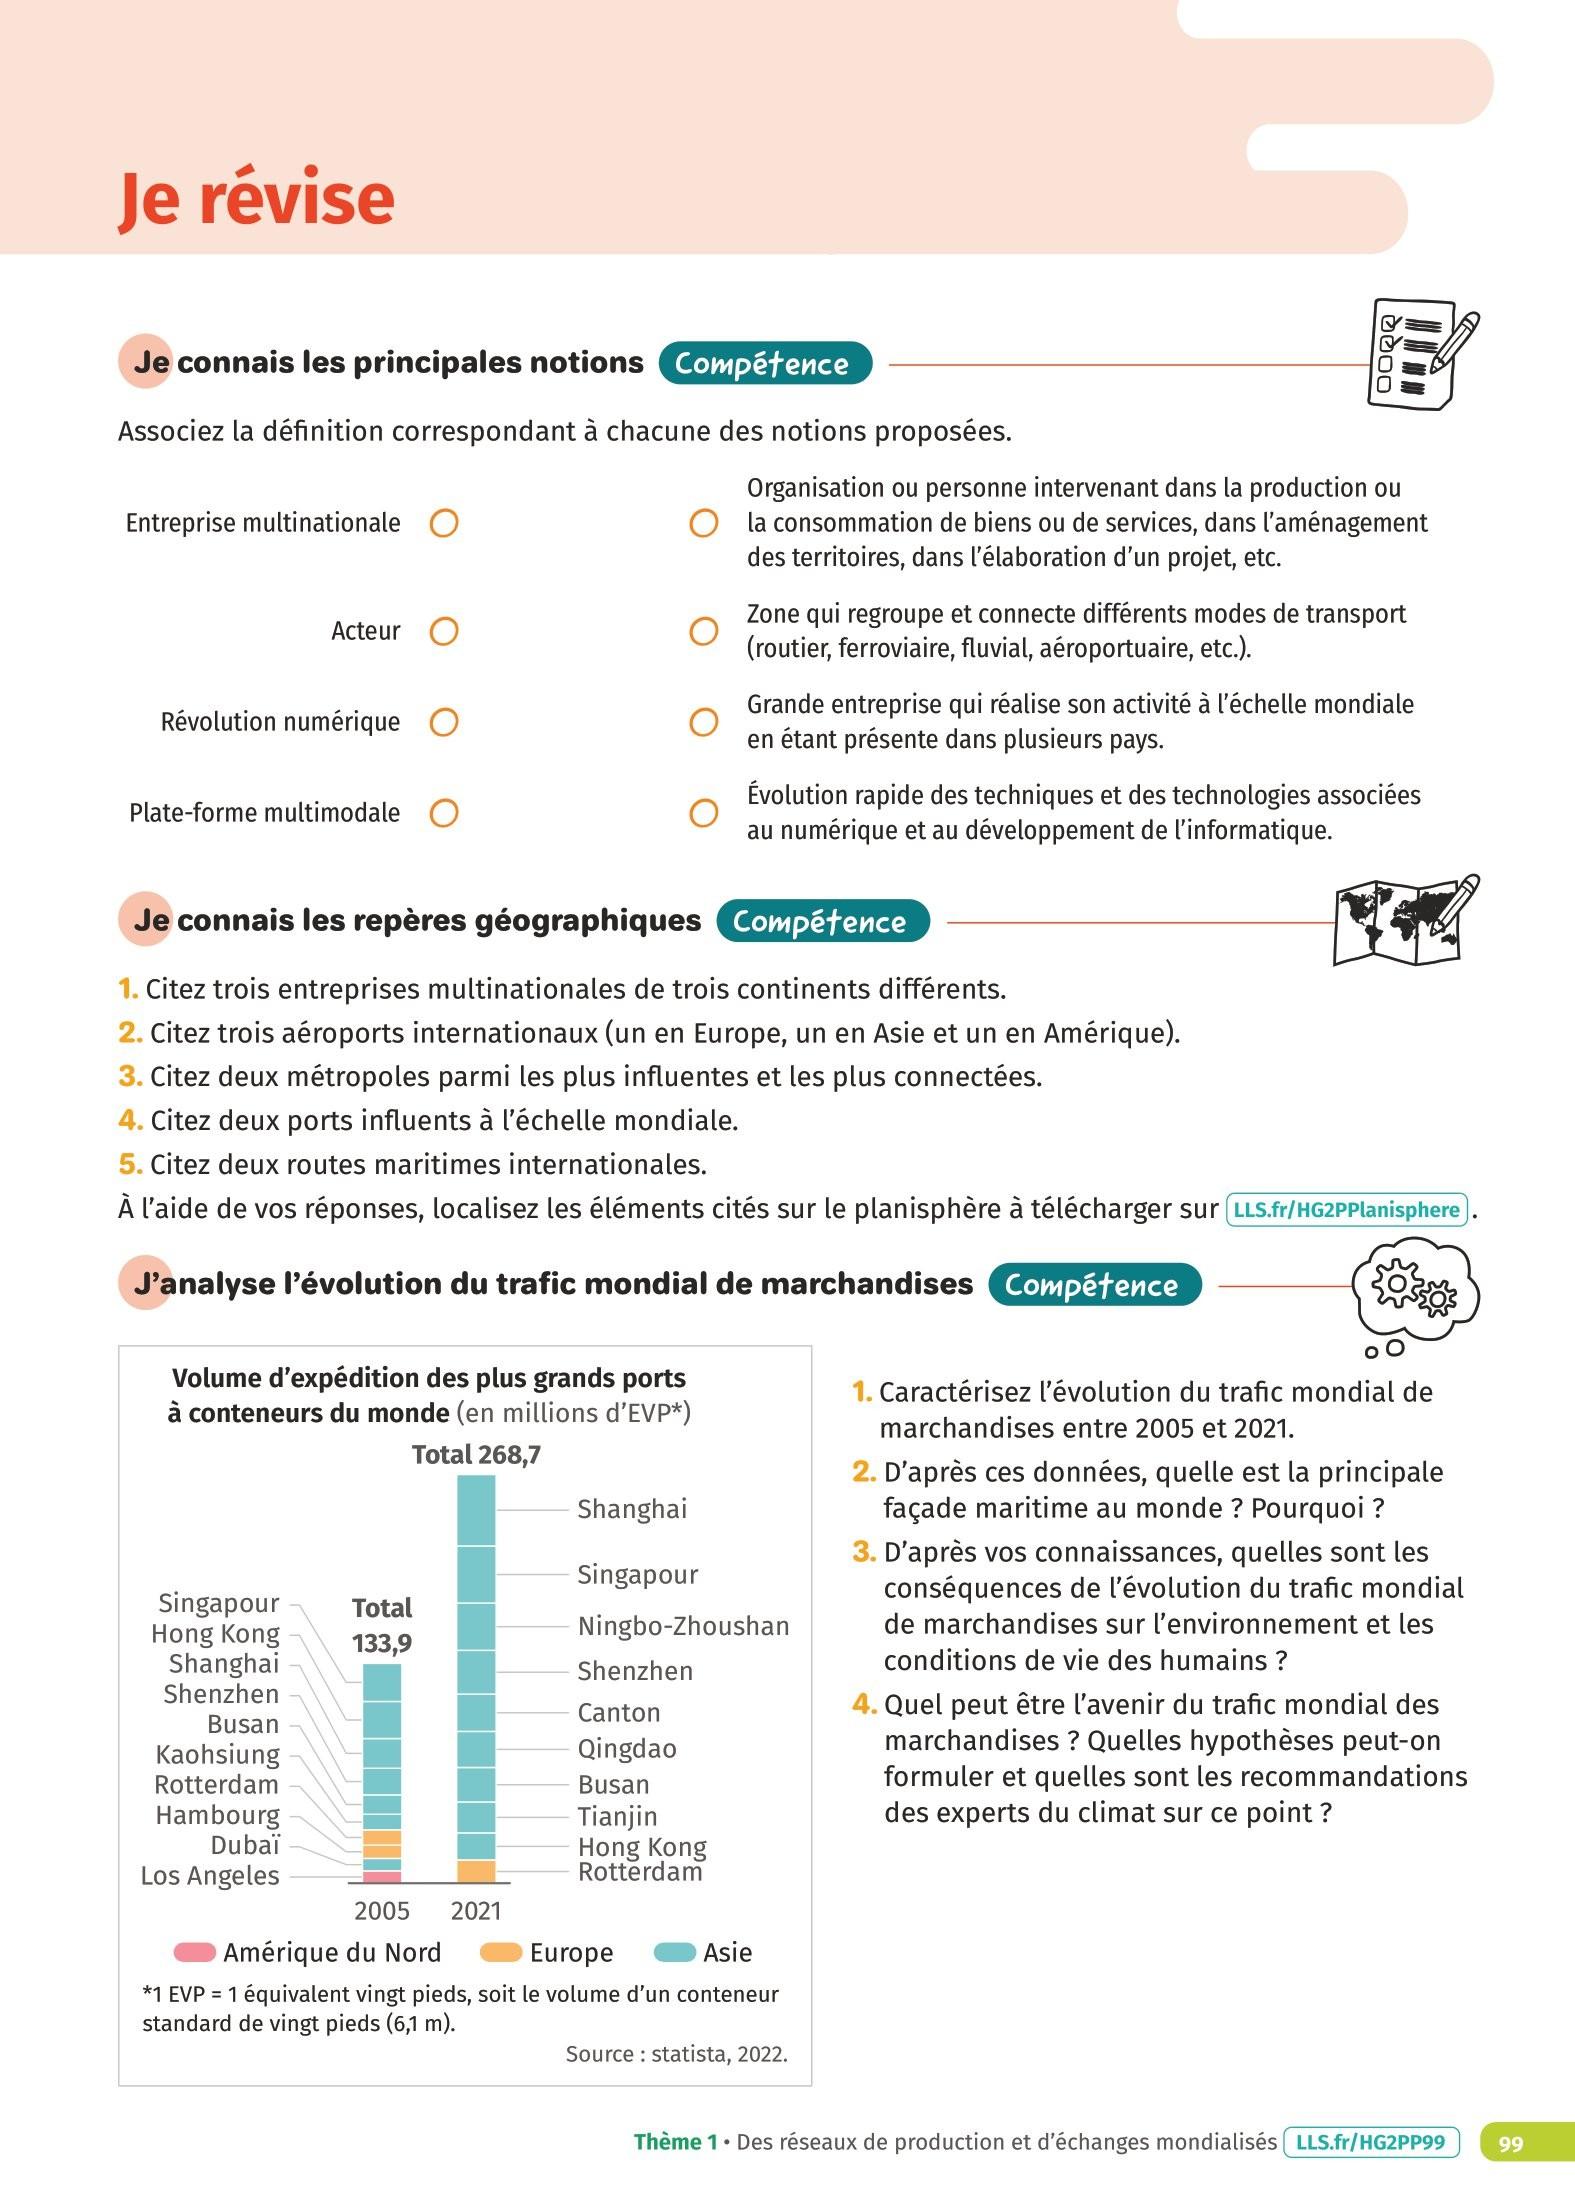 Je révise
Je connais les principales notions Compétence
Associez la définition correspondant à chacune des notions proposées.
Entreprise multinationale
Organisation ou personne intervenant dans la production ou
la consommation de biens ou de services, dans l’aménagement
des territoires, dans l’élaboration d’un projet, etc.
Acteur
Zone qui regroupe et connecte différents modes de transport
(routier, ferroviaire, fluvial, aéroportuaire, etc.).
Révolution numérique
Grande entreprise qui réalise son activité à l’échelle mondiale
en étant présente dans plusieurs pays.
Plate-forme multimodale
Évolution rapide des techniques et des technologies associées
au numérique et au développement de l’informatique.
Je connais les repères géographiques Compétence
1. Citez trois entreprises multinationales de trois continents différents.
2. Citez trois aéroports internationaux (un en Europe, un en Asie et un en Amérique).
3. Citez deux métropoles parmi les plus influentes et les plus connectées.
4. Citez deux ports influents à l’échelle mondiale.
5. Citez deux routes maritimes internationales.
À l’aide de vos réponses, localisez les éléments cités sur le planisphère à télécharger sur LLS.fr/HG2PPlanisphere .
J’analyse l’évolution du trafic mondial de marchandises Compétence
Volume d’expédition des plus grands ports
à conteneurs du monde (en millions d’EVP*)
Total 268,7
Total
133,9
Singapour
Hong Kong
Shanghai
Shenzhen
Busan
Kaohsiung
Rotterdam
Hambourg
Dubaï
Los Angeles
Shanghai
Singapour
Ningbo-Zhoushan
Shenzhen
Canton
Qingdao
Busan
Tianjin
Hong Kong
Rotterdam
2005 2021
Amérique du Nord Europe Asie
*1 EVP = 1 équivalent vingt pieds, soit le volume d’un conteneur
standard de vingt pieds (6,1 m).
Source : statista, 2022.
1. Caractérisez l’évolution du trafic mondial de
marchandises entre 2005 et 2021.
2. D’après ces données, quelle est la principale
façade maritime au monde ? Pourquoi ?
3. D’après vos connaissances, quelles sont les
conséquences de l’évolution du trafic mondial
de marchandises sur l’environnement et les
conditions de vie des humains ?
4. Quel peut être l’avenir du trafic mondial des
marchandises ? Quelles hypothèses peut-on
formuler et quelles sont les recommandations
des experts du climat sur ce point ?
Thème 1 • Des réseaux de production et d’échanges mondialisés LLS.fr/HG2PP99 99